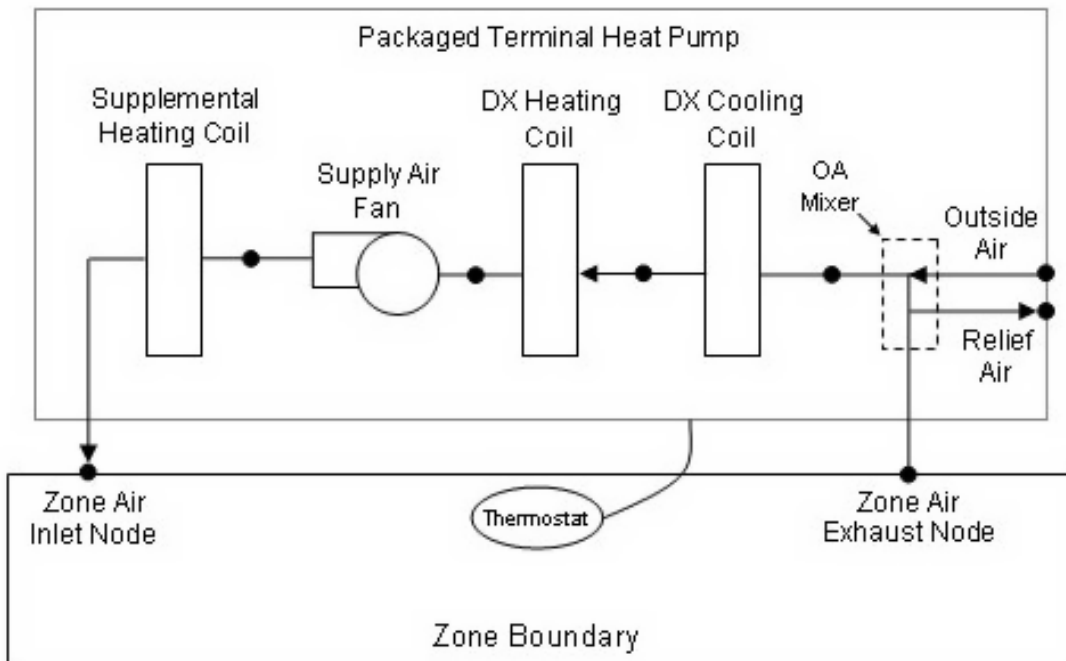 Packaged Terminal Heat Pump
Supplemental
Heating Coil
Supply Air
Fan
DX Heating
Coil
DX Cooling
Coil
OA
Mixer
Outside
Air
Relief
Air
Zone Air
Inlet Node
Thermostat
Zone Air
Exhaust Node
Zone Boundary